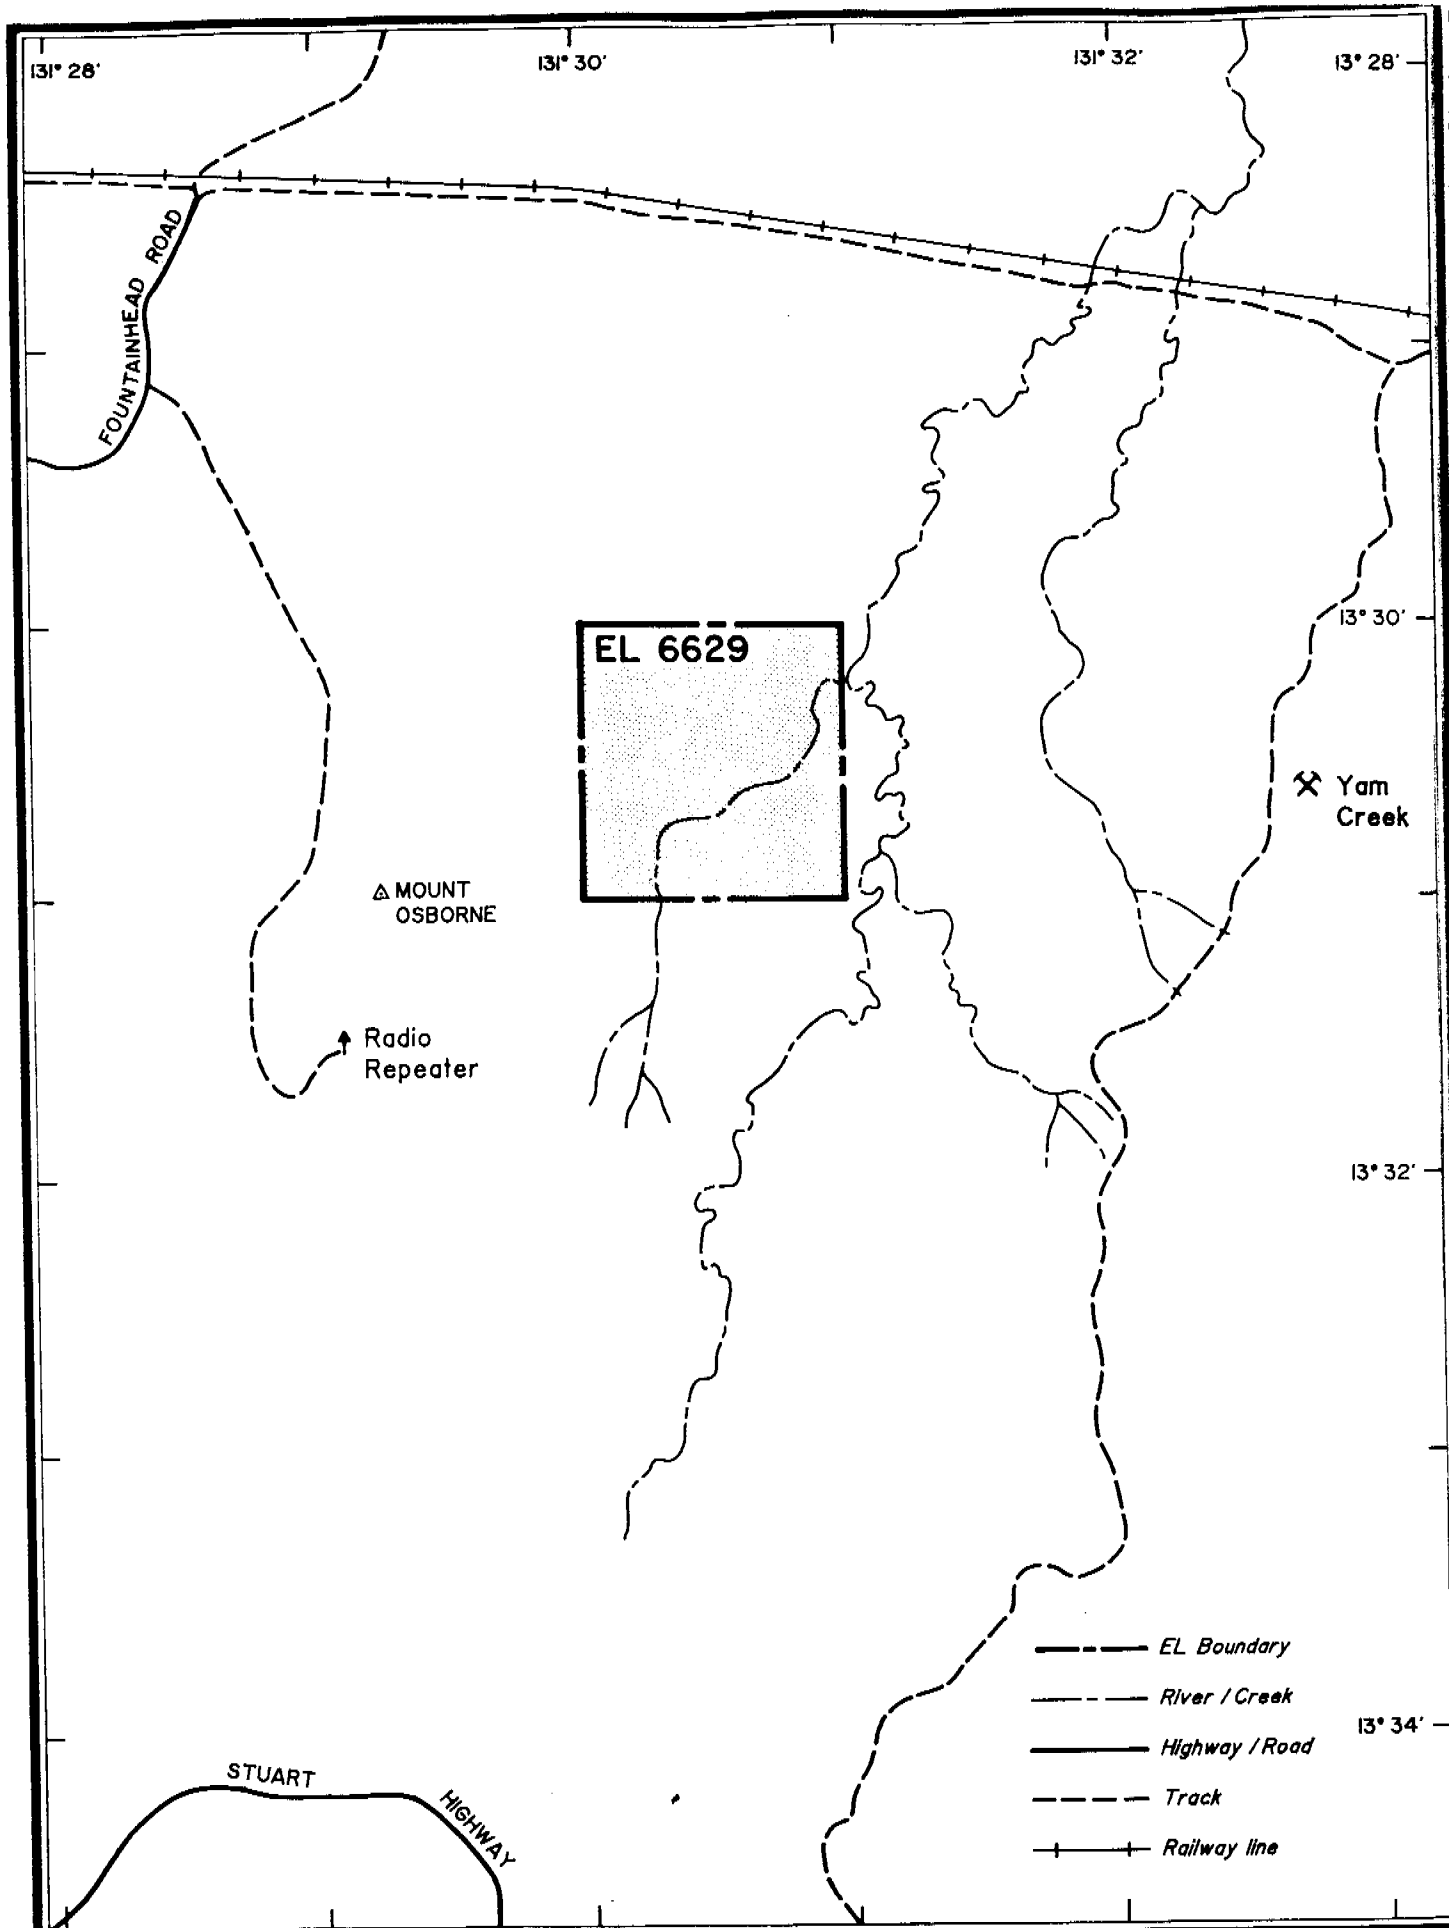 131° 28'
131° 30'
131° 32'
13° 28'
FOUNTAINHEAD ROAD
13° 30'
EL 6629
Yam
Creek
MOUNT
OSBORNE
Radio
Repeater
13° 32'
EL Boundary
River / Creek
13° 34'
Highway / Road
STUART HIGHWAY
Track
Railway line